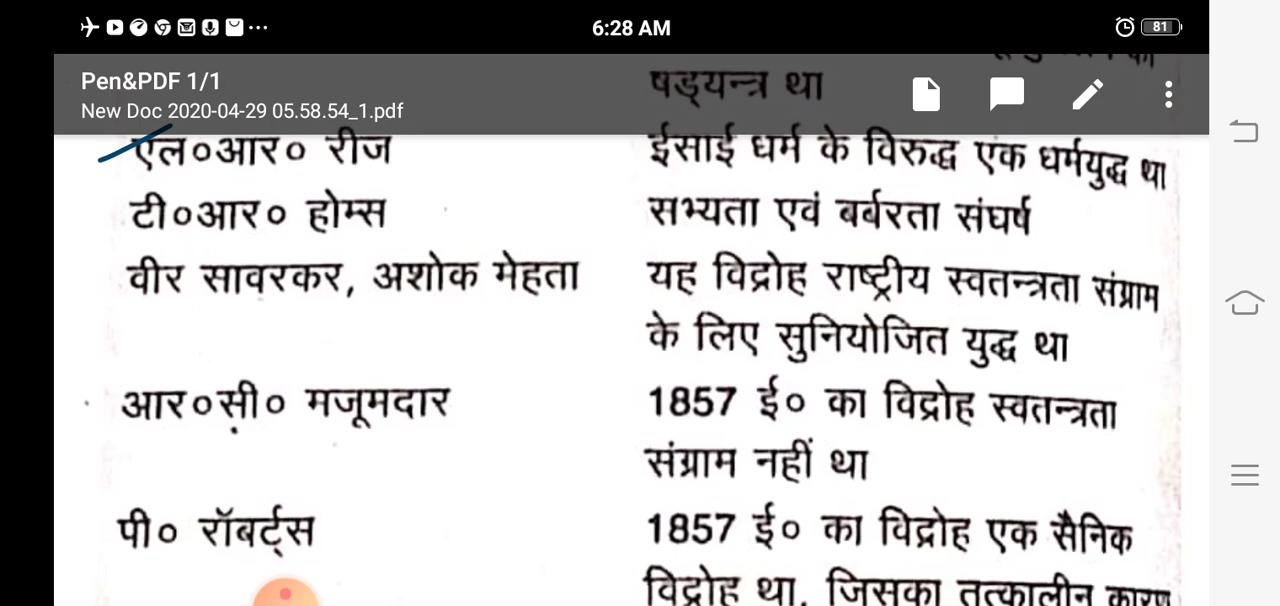 6:28 AM
81
Pen&PDF 1/1
New Doc 2020-04-29 05.58.54_1.pdf
षड्यन्त्र था
एल०आर० रीज ईसाई धर्म के विरुद्ध एक धर्मयुद्ध था
टी०आर० होम्स सभ्यता एवं बर्बरता संघर्ष
वीर सावरकर, अशोक मेहता यह विद्रोह राष्ट्रीय स्वतन्त्रता संग्राम
के लिए सुनियोजित युद्ध था
आर०सी० मजूमदार 1857 ई० का विद्रोह स्वतन्त्रता
संग्राम नहीं था
पी० रॉबर्ट्स 1857 ई० का विद्रोह एक सैनिक
विद्रोह था, जिसका तत्कालीन कारण